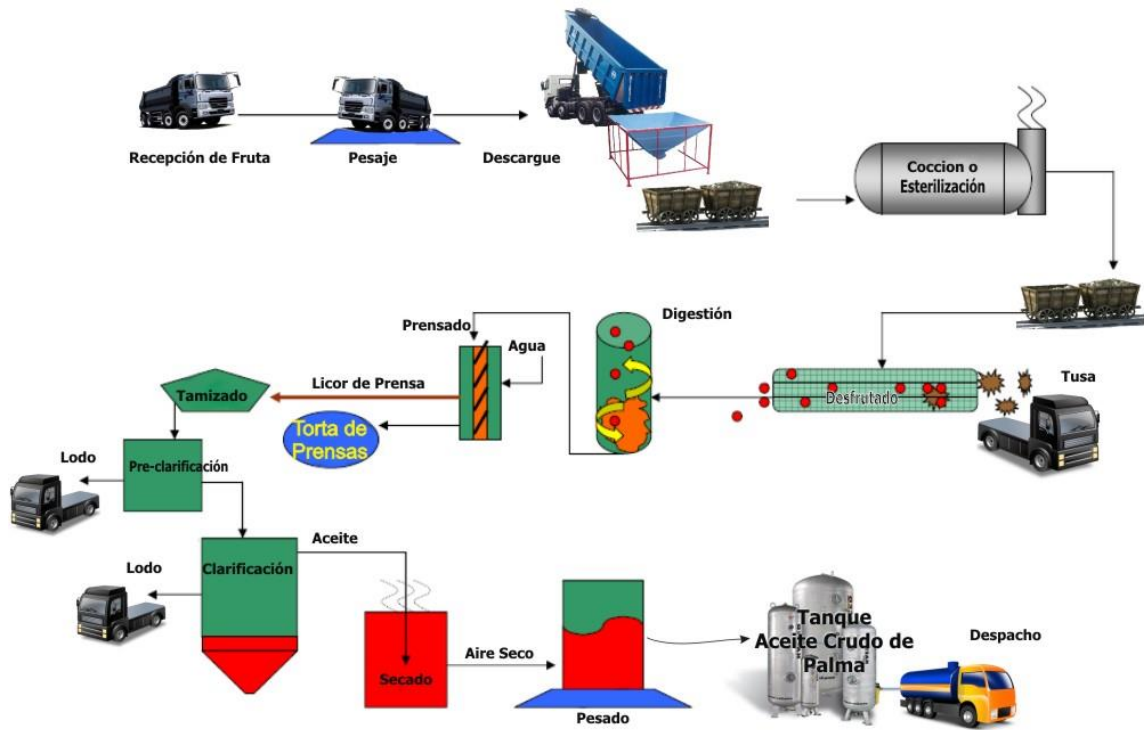 Recepción de Fruta
Pesaje
Descargue
Coccion o
Esterilización
Digestión
Prensado
Agua
Licor de Prensa
Tamizado
Torta de
Prensas
Desfrutado
Tusa
Lodo
Pre-clarificación
Aceite
Lodo
Clarificación
Secado
Aire Seco
Pesado
Tanque
Aceite Crudo de
Palma
Despacho